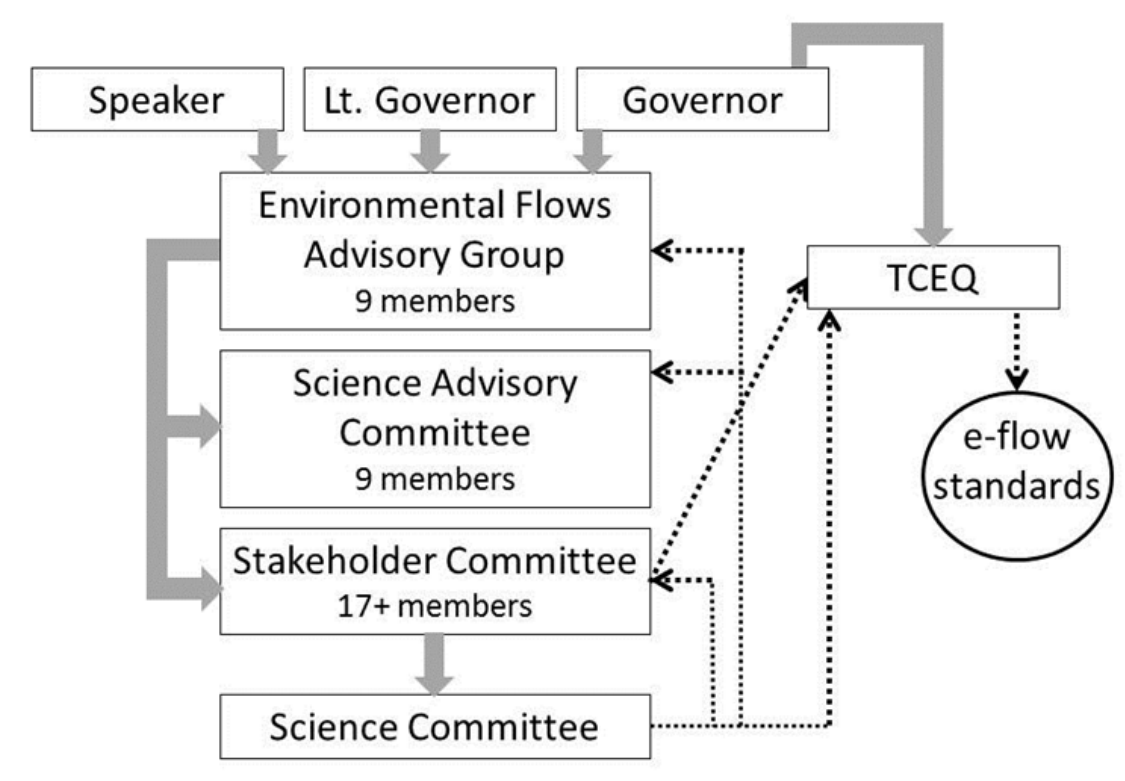 Speaker
Lt. Governor
Governor
Environmental Flows
Advisory Group
9 members
TCEQ
Science Advisory
Committee
9 members
e-flow
standards
Stakeholder Committee
17+ members
Science Committee